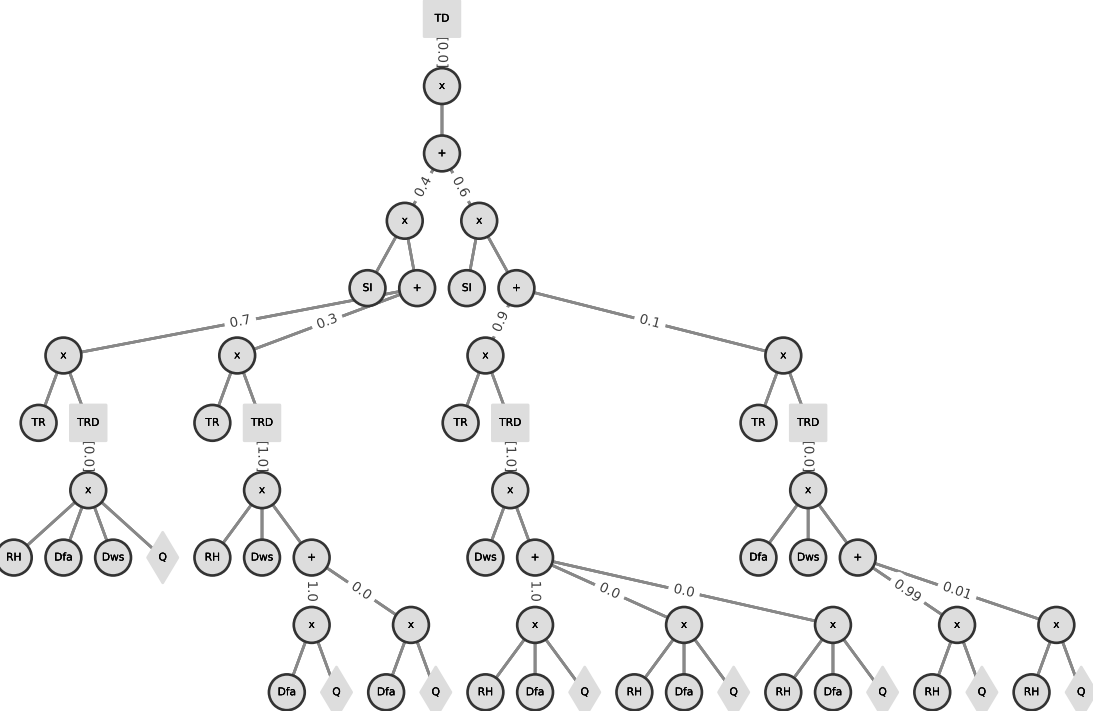 TD
[0.0]
x
+
0.4 0.6
x x
SI + SI +
0.7 0.3 0.9 0.1
x x x x
TR TRD TR TRD TR TRD TR TRD
[0.0] [1.0] [1.0] [0.0]
x x x x
RH Dfa Dws Q RH Dws + Dws + Dfa Dws +
1.0 0.0 1.0 0.0 0.0 0.99 0.01
x x x x x x x
Dfa Q Dfa Q RH Dfa Q RH Dfa Q RH Dfa Q RH Q RH Q